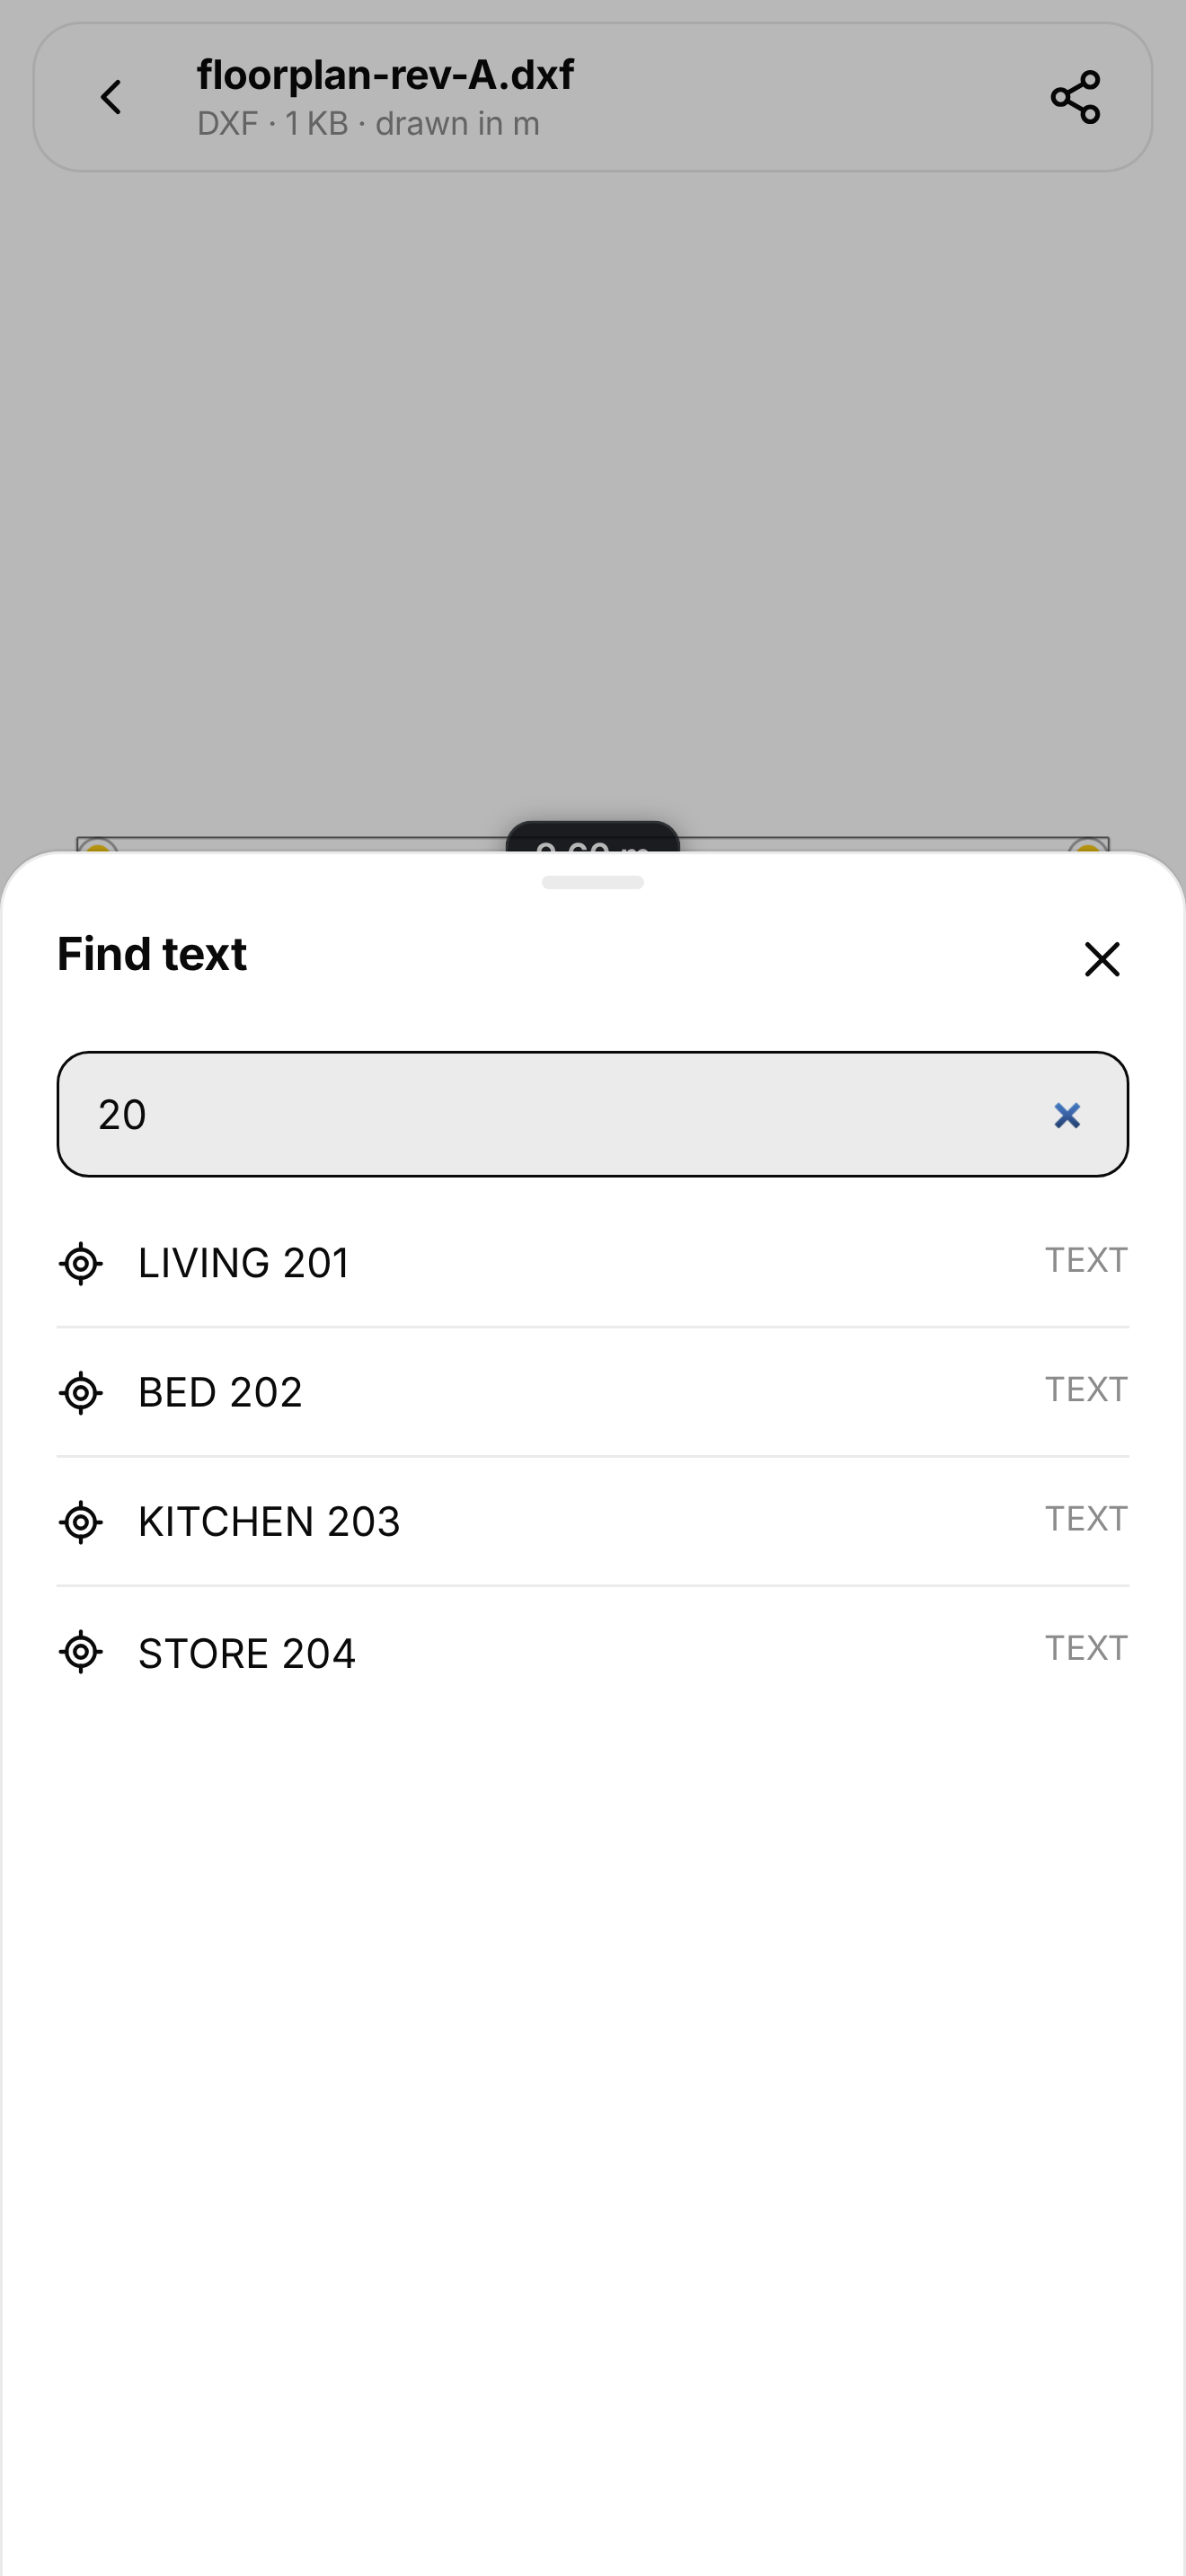 floorplan-rev-A.dxf
DXF · 1 KB · drawn in m
Find text
20
LIVING 201
TEXT
BED 202
TEXT
KITCHEN 203
TEXT
STORE 204
TEXT